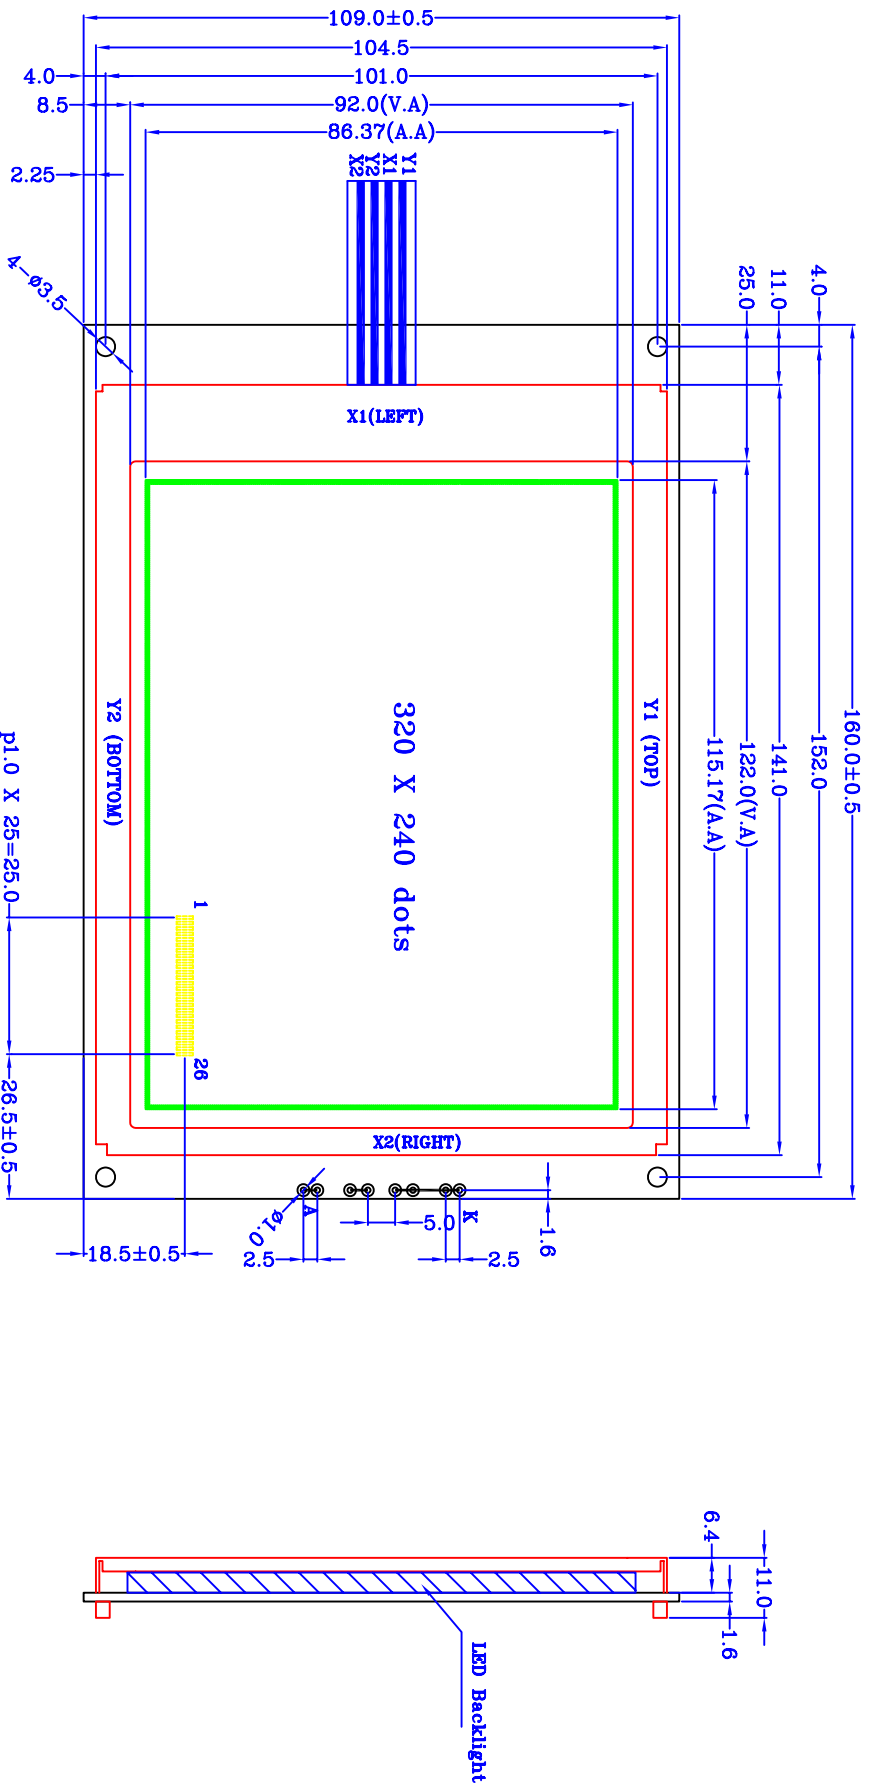 109.0±0.5
104.5
4.0
101.0
8.5
92.0(V.A)
86.37(A.A)
2.25
X2
Y2
X1
Y1
4-ø3.5
4.0
11.0
25.0
X1(LEFT)
160.0±0.5
152.0
141.0
122.0(V.A)
115.17(A.A)
Y1 (TOP)
320 X 240 dots
Y2 (BOTTOM)
p1.0 X 25=25.0
1
26
26.5±0.5
X2(RIGHT)
18.5±0.5
ø1.0
A
K
5.0
2.5
2.5
1.6
6.4
11.0
1.6
LED Backlight